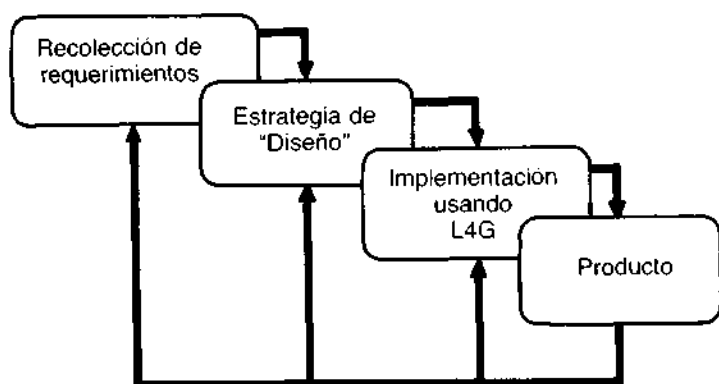 Recolección de
requerimientos
Estrategia de
"Diseño"
Implementación
usando
L4G
Producto